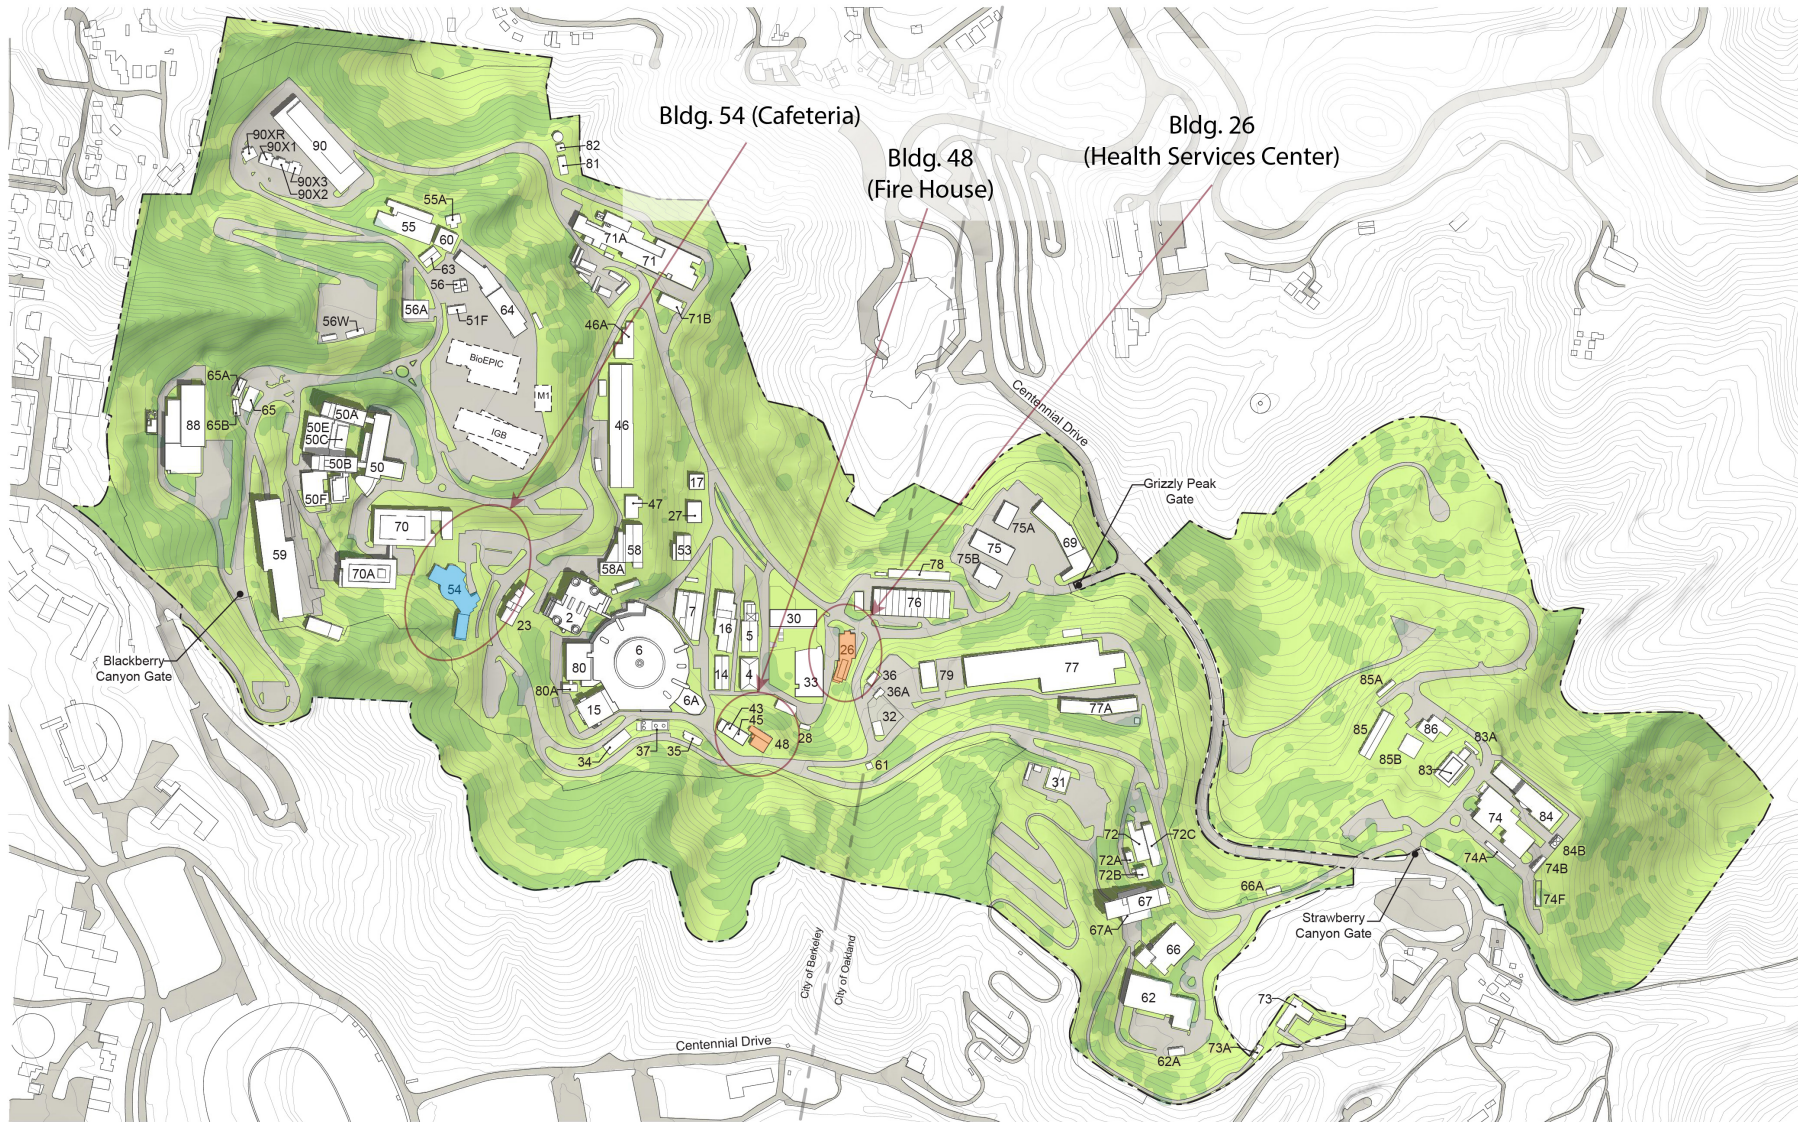 Bldg. 54 (Cafeteria)
Bldg. 26
(Health Services Center)
Bldg. 48
(Fire House)
90XR
90X1
90
90X3
90X2
82
81
55A
55
60
63
71A
71
56
64
56A
51F
71B
56W
46A
BioEPIC
M1
IGB
65A
65
65B
88
50A
50E
50C
50B
50
50F
46
Centennial Drive
17
47
27
Grizzly Peak
Gate
75A
75
69
75B
70
59
70A
58
58A
53
78
76
54
23
2
7
16
5
30
26
6
80
80A
14
4
33
36
36A
79
77
77A
6A
15
32
43
45
48
28
34
37
35
61
Blackberry
Canyon Gate
31
85A
85
86
85B
83A
83
74
84
84B
74A
74B
74F
72
72C
72A
72B
67
67A
66A
66
Strawberry
Canyon Gate
62
62A
73
73A
City of Berkeley
City of Oakland
Centennial Drive